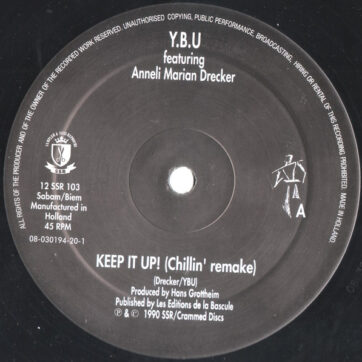 ALL RIGHTS OF THE PRODUCER AND OF THE OWNER OF THE RECORDED WORK RESERVED. UNAUTHORISED COPYING, PUBLIC PERFORMANCE, BROADCASTING, HIRING OR RENTAL OF THIS RECORDING PROHIBITED. MADE IN HOLLAND
Y.B.U
featuring
Anneli Marian Drecker
SSR
12 SSR 103
Sabam/Biem
Manufactured in
Holland
45 RPM
08-030194-20-1
A
KEEP IT UP! (Chillin' remake)
(Drecker/YBU)
Produced by Hans Grottheim
Published by Les Editions de la Bascule
℗ & © 1990 SSR/Crammed Discs